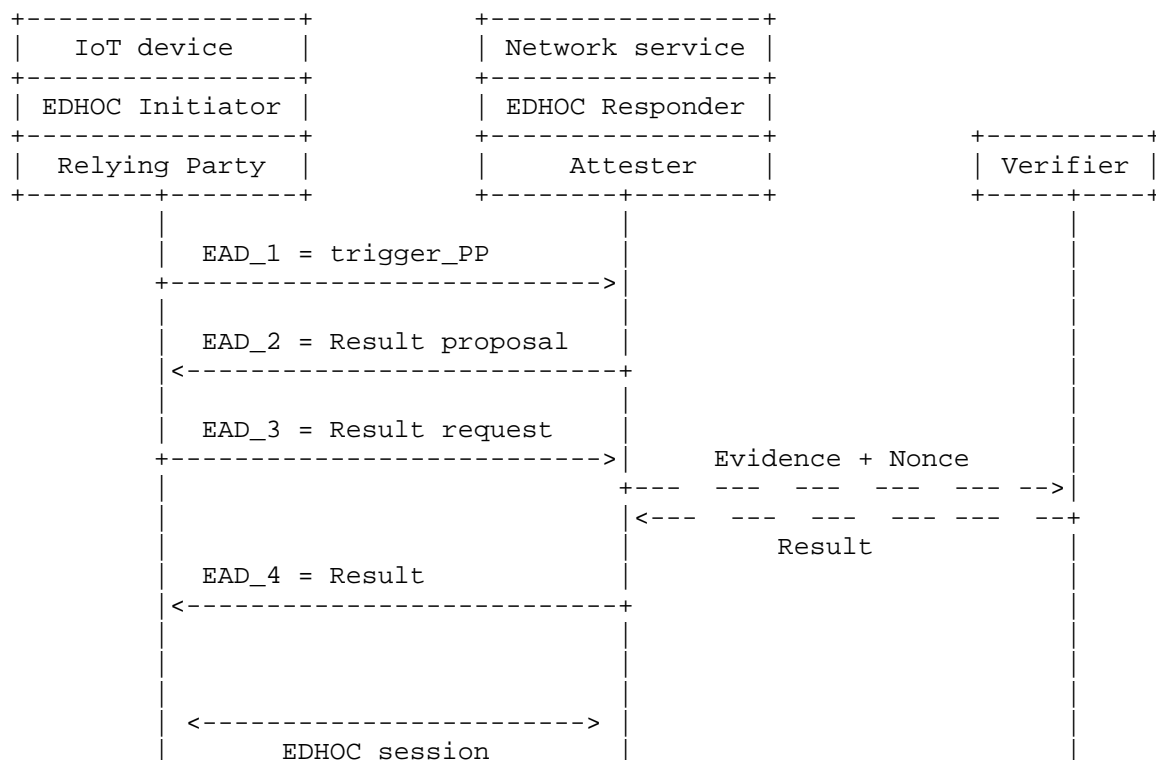 IoT device Network service
EDHOC Initiator EDHOC Responder
Relying Party Attester Verifier
EAD_1 = trigger_PP
EAD_2 = Result proposal
EAD_3 = Result request
Evidence + Nonce
Result
EAD_4 = Result
EDHOC session